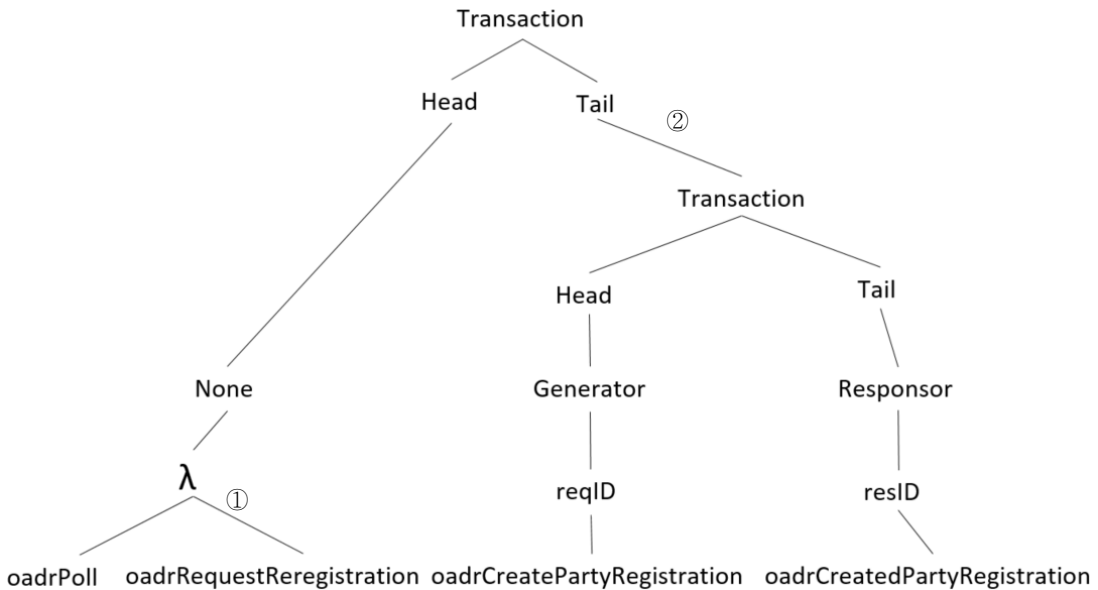 Transaction
Head Tail
②
Transaction
Head Tail
None Generator Responsor
λ reqID resID
①
oadrPoll oadrRequestReregistration oadrCreatePartyRegistration oadrCreatedPartyRegistration